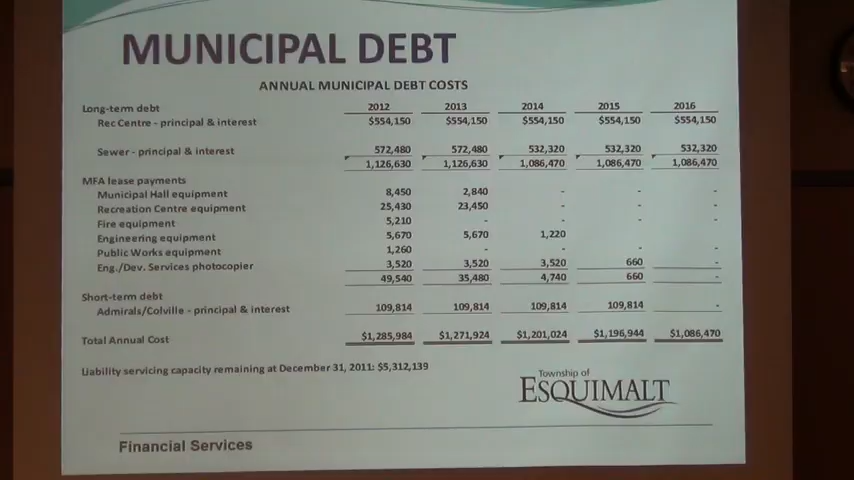 MUNICIPAL DEBT
ANNUAL MUNICIPAL DEBT COSTS
Long-term debt 2012 2013 2014 2015 2016
Rec Centre - principal & interest $554,150 $554,150 $554,150 $554,150 $554,150
Sewer - principal & interest 572,480 572,480 532,320 532,320 532,320
1,126,630 1,126,630 1,086,470 1,086,470 1,086,470
MFA lease payments
Municipal Hall equipment 8,450 2,840 - - -
Recreation Centre equipment 25,430 23,450 - - -
Fire equipment 5,210 - - - -
Engineering equipment 5,670 5,670 1,220 - -
Public Works equipment 1,260 - - - -
Eng./Dev. Services photocopier 3,520 3,520 3,520 660 -
49,540 35,480 4,740 660 -
Short-term debt
Admirals/Colville - principal & interest 109,814 109,814 109,814 109,814 -
Total Annual Cost $1,285,984 $1,271,924 $1,201,024 $1,196,944 $1,086,470
Liability servicing capacity remaining at December 31, 2011: $5,312,139
Township of
ESQUIMALT
Financial Services